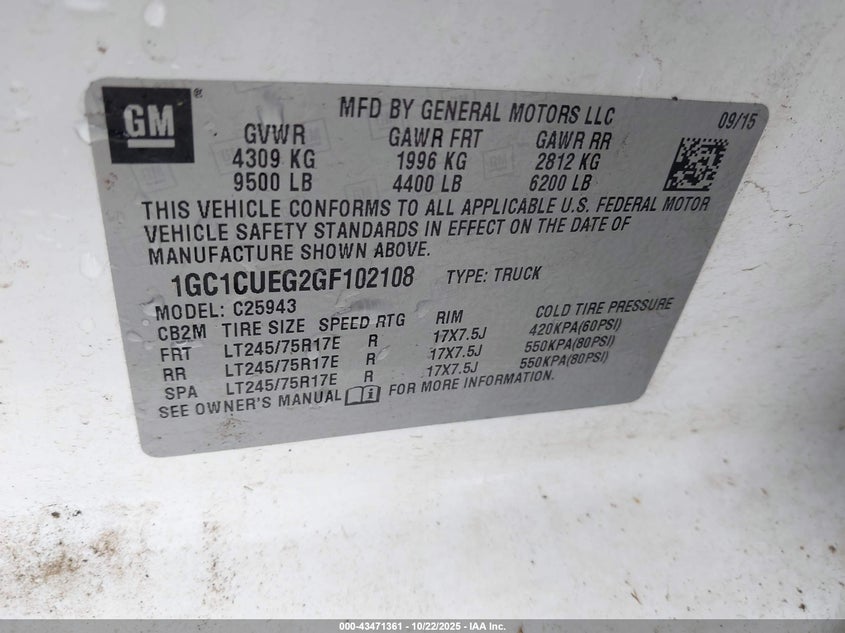 GM®
MFD BY GENERAL MOTORS LLC 09/15
GVWR GAWR FRT GAWR RR
4309 KG 1996 KG 2812 KG
9500 LB 4400 LB 6200 LB
THIS VEHICLE CONFORMS TO ALL APPLICABLE U.S. FEDERAL MOTOR
VEHICLE SAFETY STANDARDS IN EFFECT ON THE DATE OF
MANUFACTURE SHOWN ABOVE.
1GC1CUEG2GF102108 TYPE: TRUCK
MODEL: C25943
CB2M TIRE SIZE SPEED RTG RIM COLD TIRE PRESSURE
FRT LT245/75R17E R 17X7.5J 420KPA(60PSI)
RR LT245/75R17E R 17X7.5J 550KPA(80PSI)
SPA LT245/75R17E R 17X7.5J 550KPA(80PSI)
SEE OWNER'S MANUAL i FOR MORE INFORMATION.
000-43471361 | 10/22/2025 - IAA Inc.